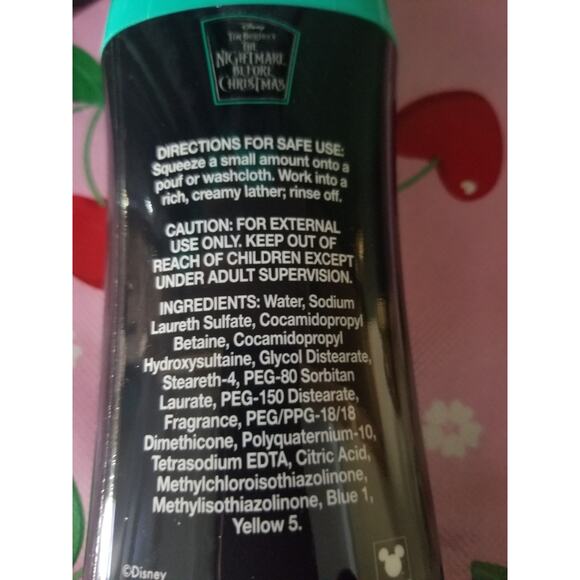 Disney
TIM BURTON'S
THE
NIGHTMARE
BEFORE
CHRISTMAS
DIRECTIONS FOR SAFE USE:
Squeeze a small amount onto a
pouf or washcloth. Work into a
rich, creamy lather; rinse off.
CAUTION: FOR EXTERNAL
USE ONLY. KEEP OUT OF
REACH OF CHILDREN EXCEPT
UNDER ADULT SUPERVISION.
INGREDIENTS: Water, Sodium
Laureth Sulfate, Cocamidopropyl
Betaine, Cocamidopropyl
Hydroxysultaine, Glycol Distearate,
Steareth-4, PEG-80 Sorbitan
Laurate, PEG-150 Distearate,
Fragrance, PEG/PPG-18/18
Dimethicone, Polyquaternium-10,
Tetrasodium EDTA, Citric Acid,
Methylchloroisothiazolinone,
Methylisothiazolinone, Blue 1,
Yellow 5.
©Disney